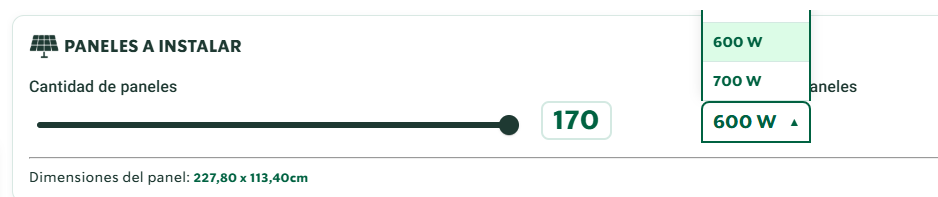 PANELES A INSTALAR
600 W
700 W
Cantidad de paneles
aneles
170
600 W
Dimensiones del panel: 227,80 x 113,40cm